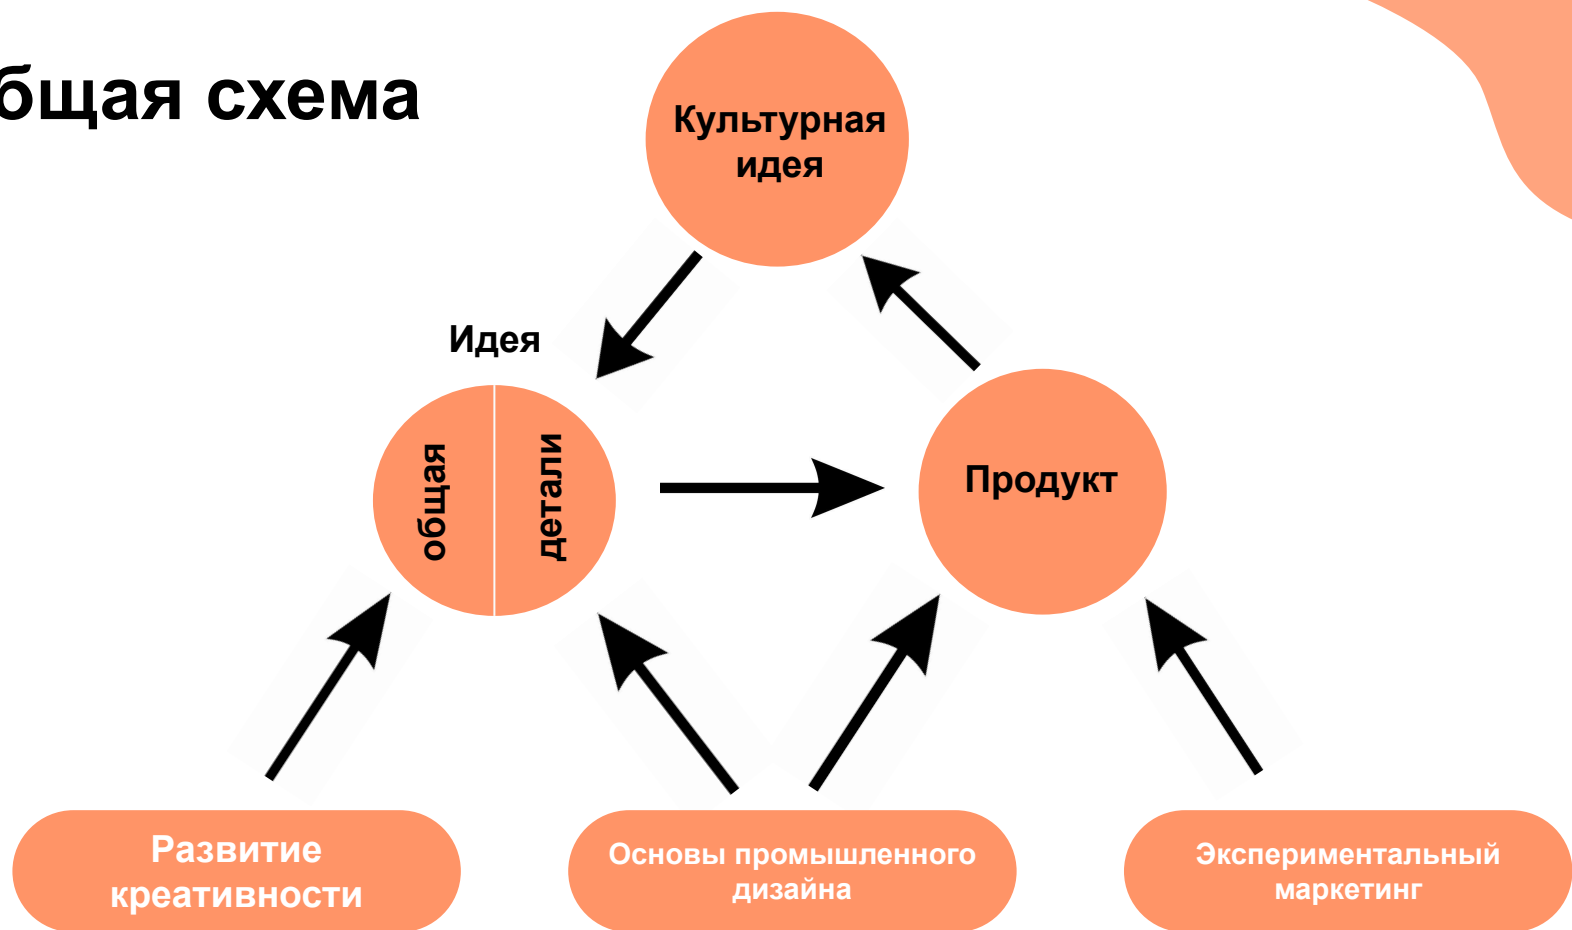 бщая схема
Культурная
идея
Идея
общая
детали
Продукт
Развитие
креативности
Основы промышленного
дизайна
Экспериментальный
маркетинг